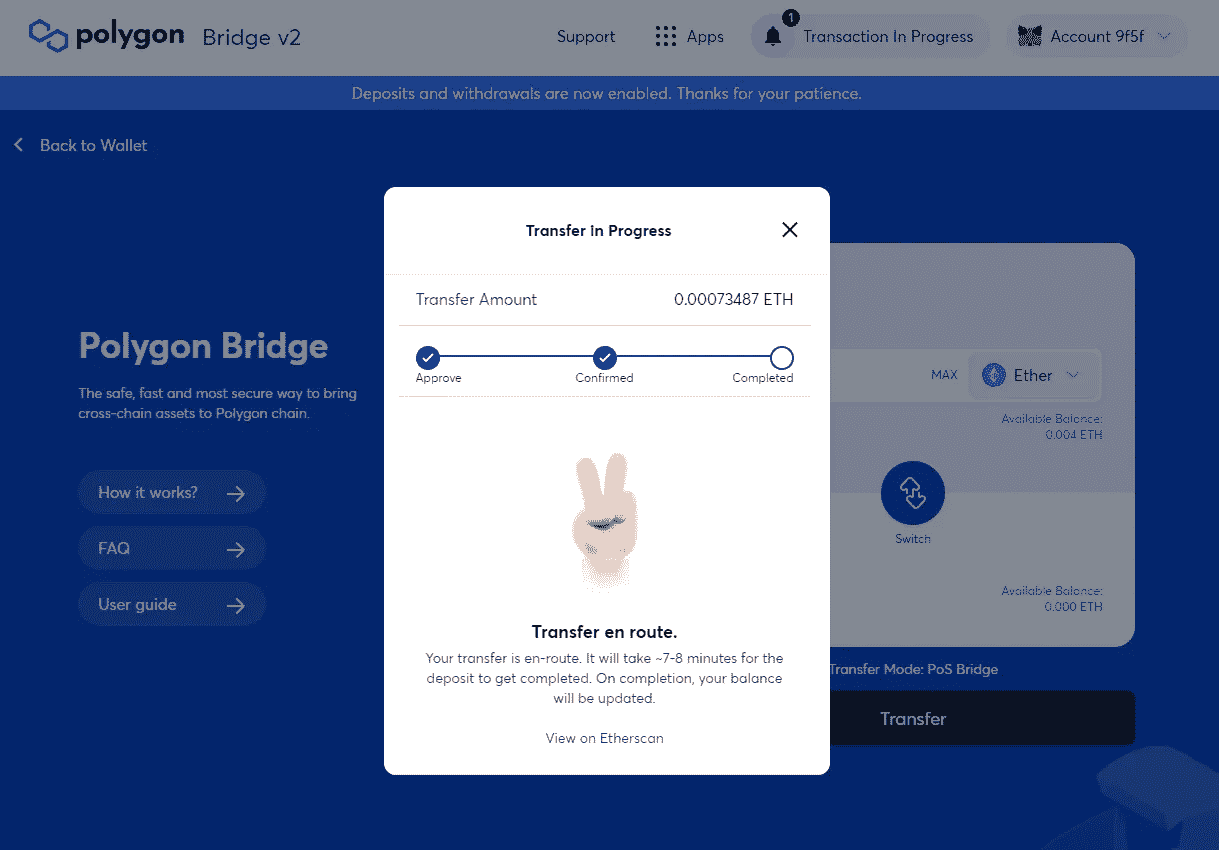 polygon Bridge v2
Support
Apps
1
Transaction In Progress
Account 9f5f
Deposits and withdrawals are now enabled. Thanks for your patience.
Back to Wallet
Transfer in Progress
Transfer Amount 0.00073487 ETH
Approve Confirmed Completed
Transfer en route.
Your transfer is en-route. It will take ~7-8 minutes for the
deposit to get completed. On completion, your balance
will be updated.
View on Etherscan
Polygon Bridge
The safe, fast and most secure way to bring
cross-chain assets to Polygon chain.
How it works?
FAQ
User guide
MAX Ether
Available Balance:
0.004 ETH
Switch
Available Balance:
0.000 ETH
Transfer Mode: PoS Bridge
Transfer